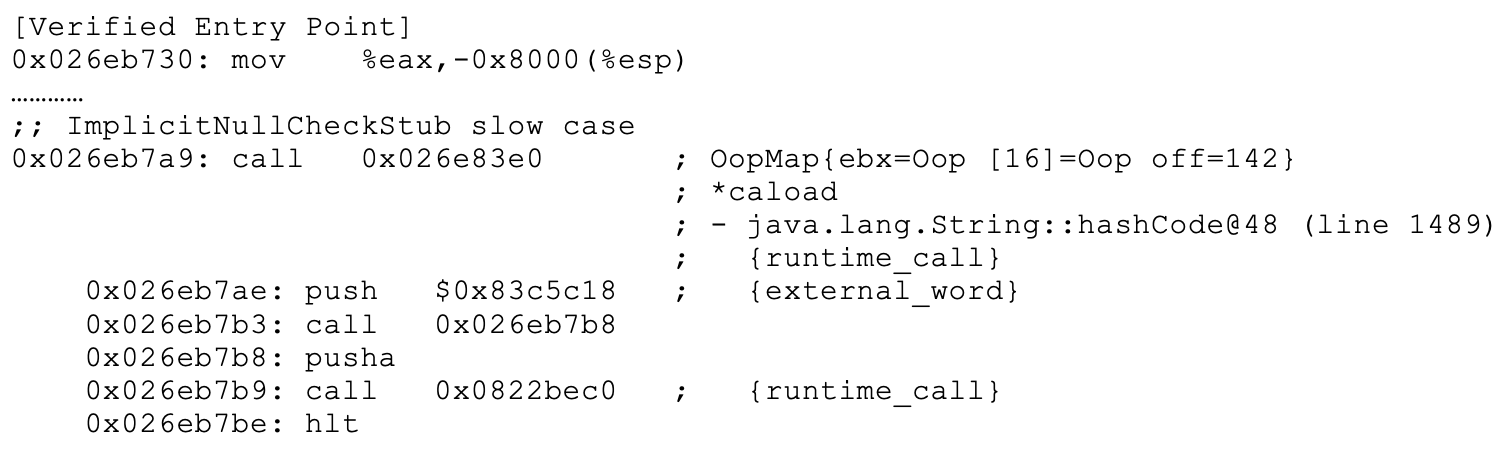 [Verified Entry Point]
0x026eb730: mov    %eax,-0x8000(%esp)
…………
;; ImplicitNullCheckStub slow case
0x026eb7a9: call   0x026e83e0       ; OopMap{ebx=Oop [16]=Oop off=142}
                                    ; *caload
                                    ; - java.lang.String::hashCode@48 (line 1489)
                                    ;   {runtime_call}
    0x026eb7ae: push   $0x83c5c18   ;   {external_word}
    0x026eb7b3: call   0x026eb7b8
    0x026eb7b8: pusha
    0x026eb7b9: call   0x0822bec0   ;   {runtime_call}
    0x026eb7be: hlt